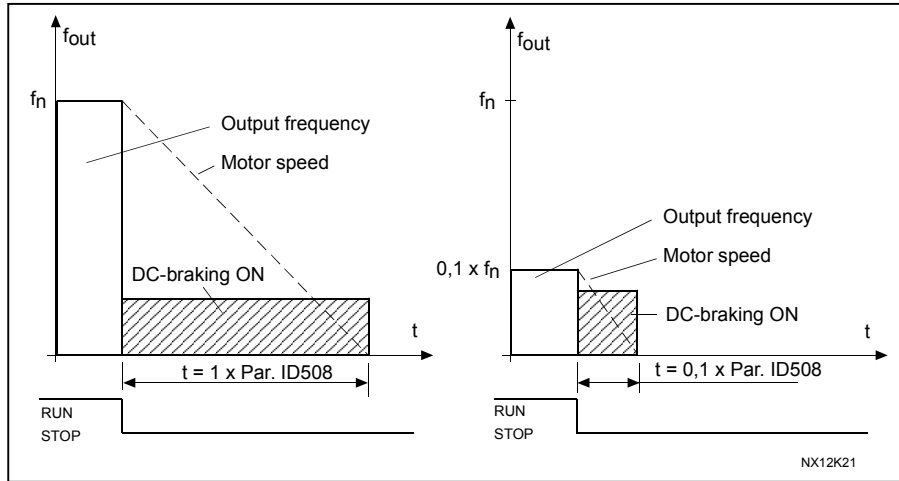 fout
fn
Output frequency
Motor speed
DC-braking ON
t
t = 1 x Par. ID508
RUN
STOP
fout
fn
Output frequency
Motor speed
0,1 x fn
DC-braking ON
t
t = 0,1 x Par. ID508
RUN
STOP
NX12K21